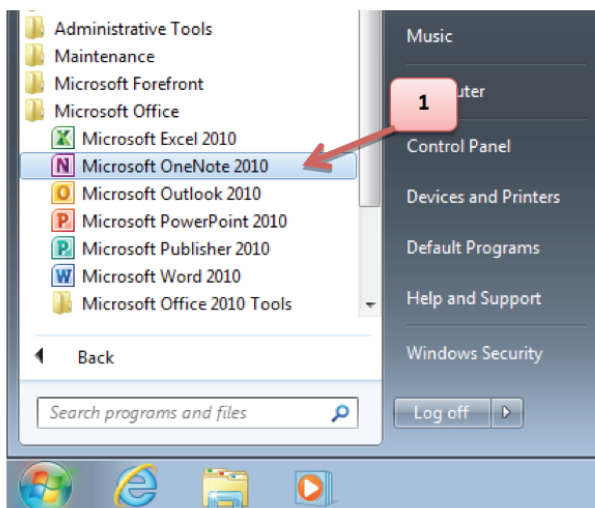 Administrative Tools
Maintenance
Microsoft Forefront
Microsoft Office
Microsoft Excel 2010
Microsoft OneNote 2010
Microsoft Outlook 2010
Microsoft PowerPoint 2010
Microsoft Publisher 2010
Microsoft Word 2010
Microsoft Office 2010 Tools
Back
Search programs and files
Music
1
uter
Control Panel
Devices and Printers
Default Programs
Help and Support
Windows Security
Log off